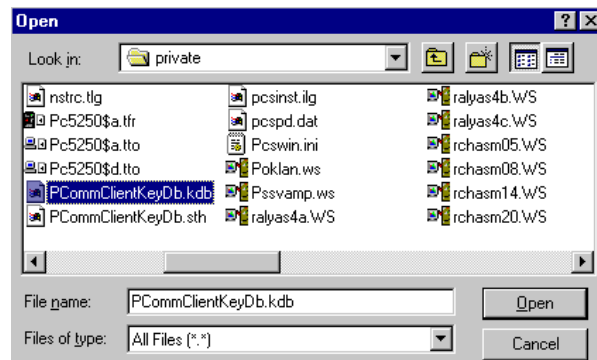 Open
Look in: private
nstrc.tlg pcsinst.ilg ralyas4b.WS
Pc5250$a.tfr pcspd.dat ralyas4c.WS
Pc5250$a.tto Pcswin.ini rchasm05.WS
Pc5250$d.tto Poklan.ws rchasm08.WS
PCommClientKeyDb.kdb Pssvamp.ws rchasm14.WS
PCommClientKeyDb.sth ralyas4a.WS rchasm20.WS
File name: PCommClientKeyDb.kdb Open
Files of type: All Files (*.*) Cancel